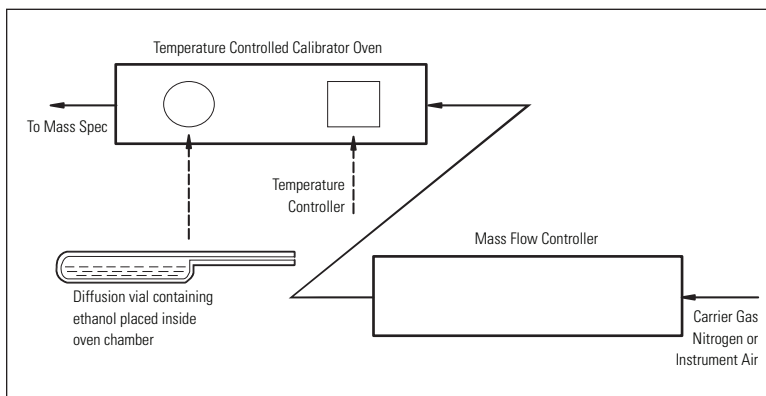 Temperature Controlled Calibrator Oven
To Mass Spec
Temperature
Controller
Mass Flow Controller
Diffusion vial containing
ethanol placed inside
oven chamber
Carrier Gas
Nitrogen or
Instrument Air